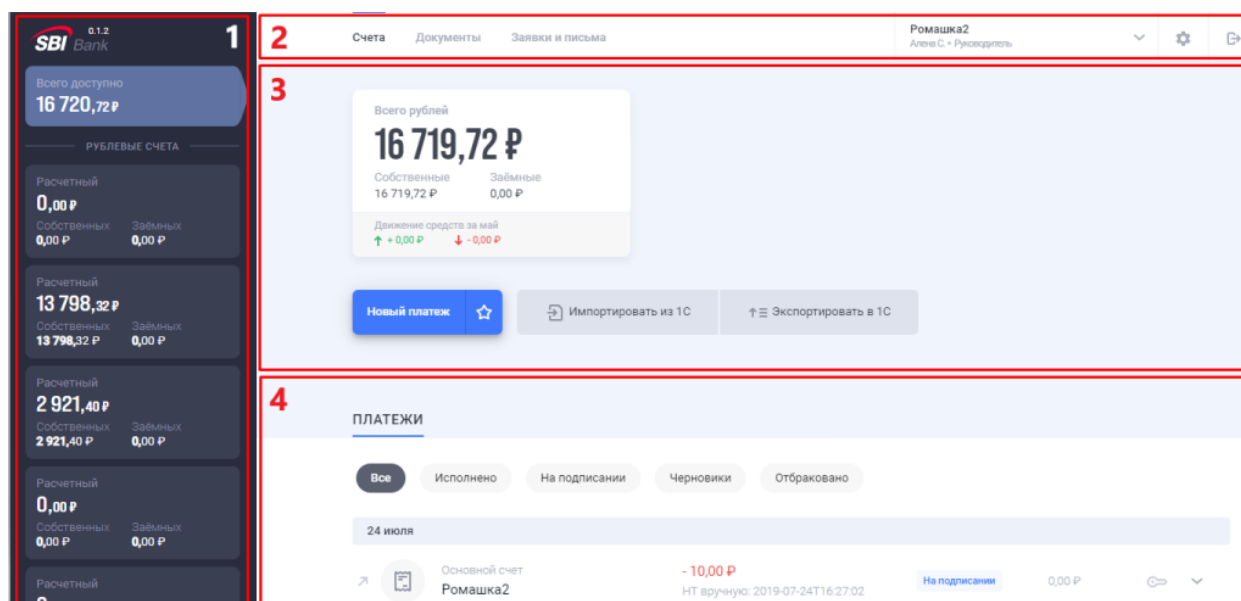 0.1.2
SBI Bank
1
Всего доступно
16 720,72 ₽
РУБЛЕВЫЕ СЧЕТА
Расчетный
0,00 ₽
Собственных Заёмных
0,00 ₽ 0,00 ₽
Расчетный
13 798,32 ₽
Собственных Заёмных
13 798,32 ₽ 0,00 ₽
Расчетный
2 921,40 ₽
Собственных Заёмных
2 921,40 ₽ 0,00 ₽
Расчетный
0,00 ₽
Собственных Заёмных
0,00 ₽ 0,00 ₽
Расчетный
2
Счета Документы Заявки и письма
Ромашка2
Алена С. • Руководитель
3
Всего рублей
16 719,72 ₽
Собственные Заёмные
16 719,72 ₽ 0,00 ₽
Движение средств за май
+ 0,00 ₽ - 0,00 ₽
Новый платеж Импортировать из 1С Экспортировать в 1С
4
ПЛАТЕЖИ
Все Исполнено На подписании Черновики Отбраковано
24 июля
Основной счет - 10,00 ₽
Ромашка2 НТ вручную: 2019-07-24T16:27:02
На подписании 0,00 ₽